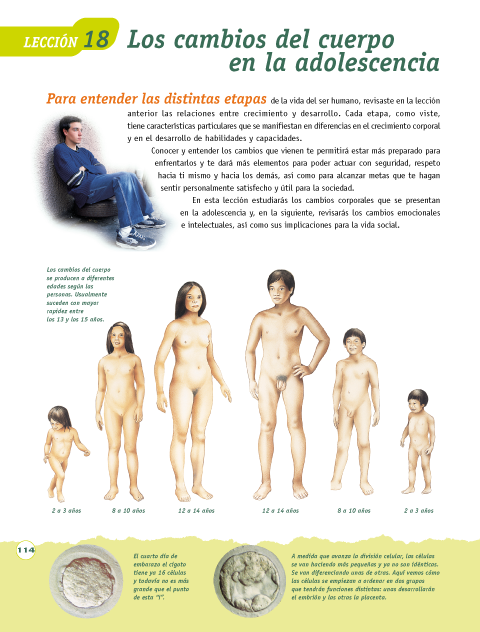 LECCIÓN 18 Los cambios del cuerpo
en la adolescencia
Para entender las distintas etapas de la vida del ser humano, revisaste en la lección
anterior las relaciones entre crecimiento y desarrollo. Cada etapa, como viste,
tiene características particulares que se manifiestan en diferencias en el crecimiento corporal
y en el desarrollo de habilidades y capacidades.
Conocer y entender los cambios que vienen te permitirá estar más preparado para
enfrentarlos y te dará más elementos para poder actuar con seguridad, respeto
hacia ti mismo y hacia los demás, así como para alcanzar metas que te hagan
sentir personalmente satisfecho y útil para la sociedad.
En esta lección estudiarás los cambios corporales que se presentan
en la adolescencia y, en la siguiente, revisarás los cambios emocionales
e intelectuales, así como sus implicaciones para la vida social.
Los cambios del cuerpo
se producen a diferentes
edades según las
personas. Usualmente
suceden con mayor
rapidez entre
los 13 y los 15 años.
2 a 3 años 8 a 10 años 12 a 14 años 12 a 14 años 8 a 10 años 2 a 3 años
114
El cuarto día de
embarazo el cigoto
tiene ya 16 células
y todavía no es más
grande que el punto
de esta "i".
A medida que avanza la división celular, las células
se van haciendo más pequeñas y ya no son idénticas.
Se van diferenciando unas de otras. Aquí vemos cómo
las células se empiezan a ordenar en dos grupos
que tendrán funciones distintas: unas desarrollarán
el embrión y las otras la placenta.